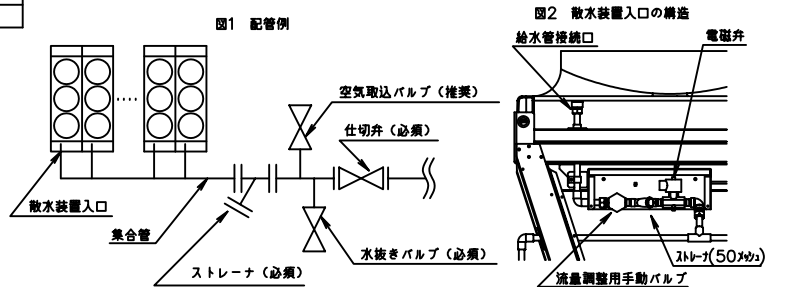 図1 配管例
空気取込バルブ（推奨）
仕切弁（必須）
散水装置入口
集合管
ストレーナ（必須）
水抜きバルブ（必須）
図2 散水装置入口の構造
給水管接続口
電磁弁
ストレーナ(50メッシュ)
流量調整用手動バルブ